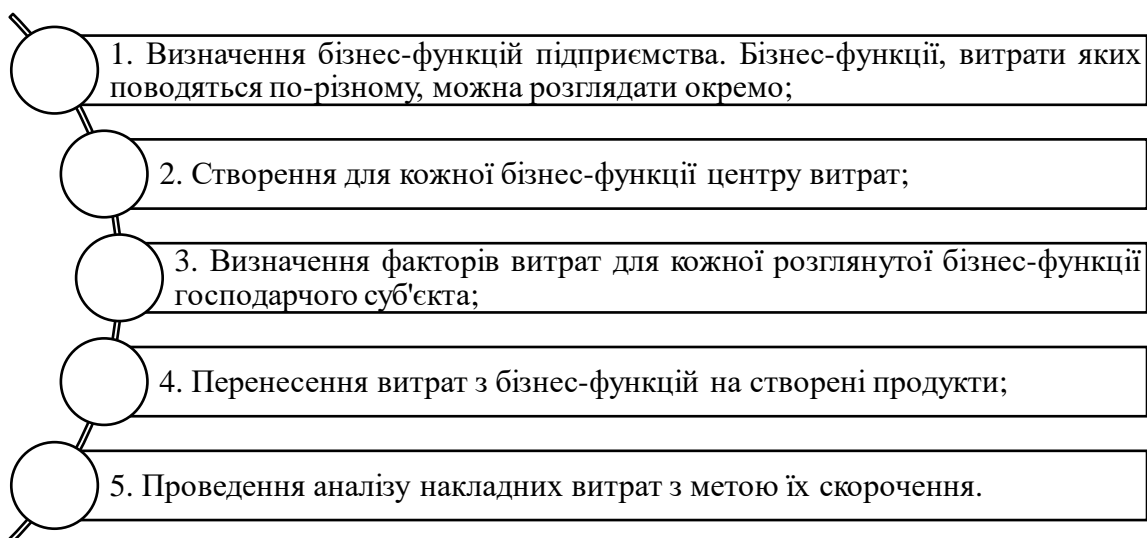 1. Визначення бізнес-функцій підприємства. Бізнес-функції, витрати яких
поводяться по-різному, можна розглядати окремо;
2. Створення для кожної бізнес-функції центру витрат;
3. Визначення факторів витрат для кожної розглянутої бізнес-функції
господарчого суб'єкта;
4. Перенесення витрат з бізнес-функцій на створені продукти;
5. Проведення аналізу накладних витрат з метою їх скорочення.